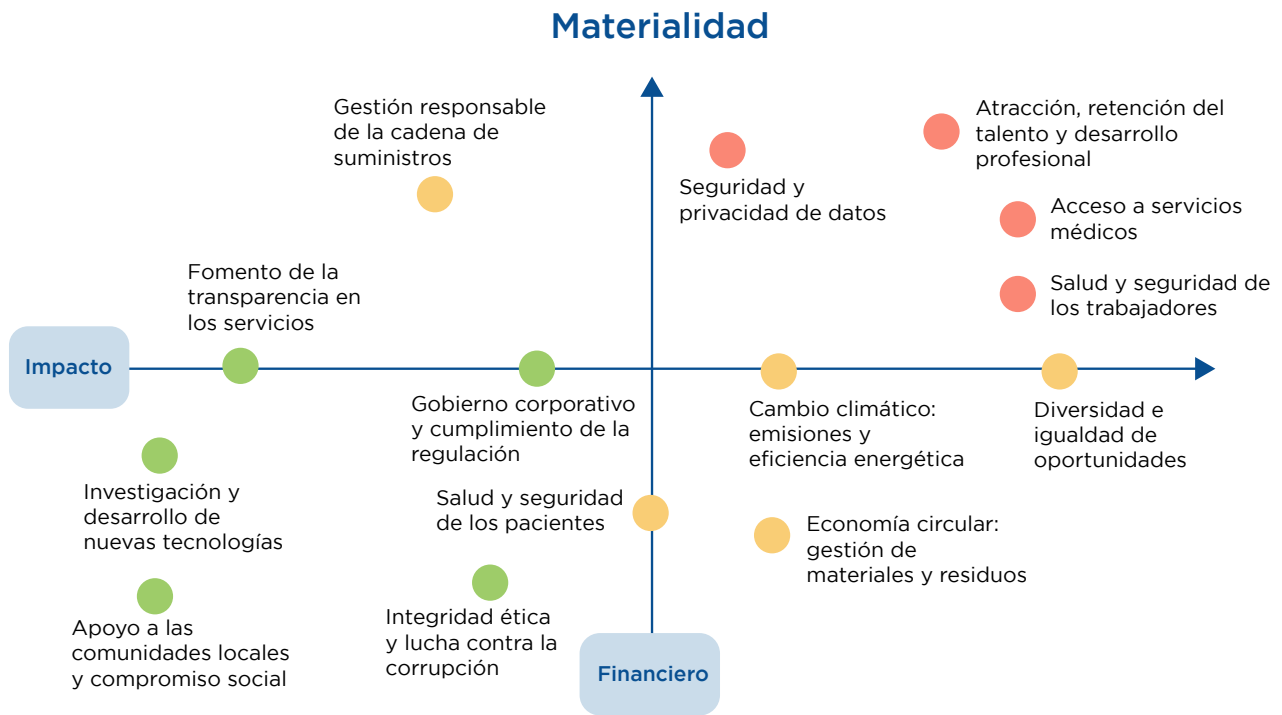 Materialidad
Gestión responsable
de la cadena de
suministros
Atracción, retención del
talento y desarrollo
profesional
Seguridad y
privacidad de datos
Acceso a servicios
médicos
Fomento de la
transparencia en
los servicios
Salud y seguridad de
los trabajadores
Impacto
Gobierno corporativo
y cumplimiento de la
regulación
Cambio climático:
emisiones y
eficiencia energética
Diversidad e
igualdad de
oportunidades
Investigación y
desarrollo de
nuevas tecnologías
Salud y seguridad
de los pacientes
Economía circular:
gestión de
materiales y residuos
Apoyo a las
comunidades locales
y compromiso social
Integridad ética
y lucha contra la
corrupción
Financiero